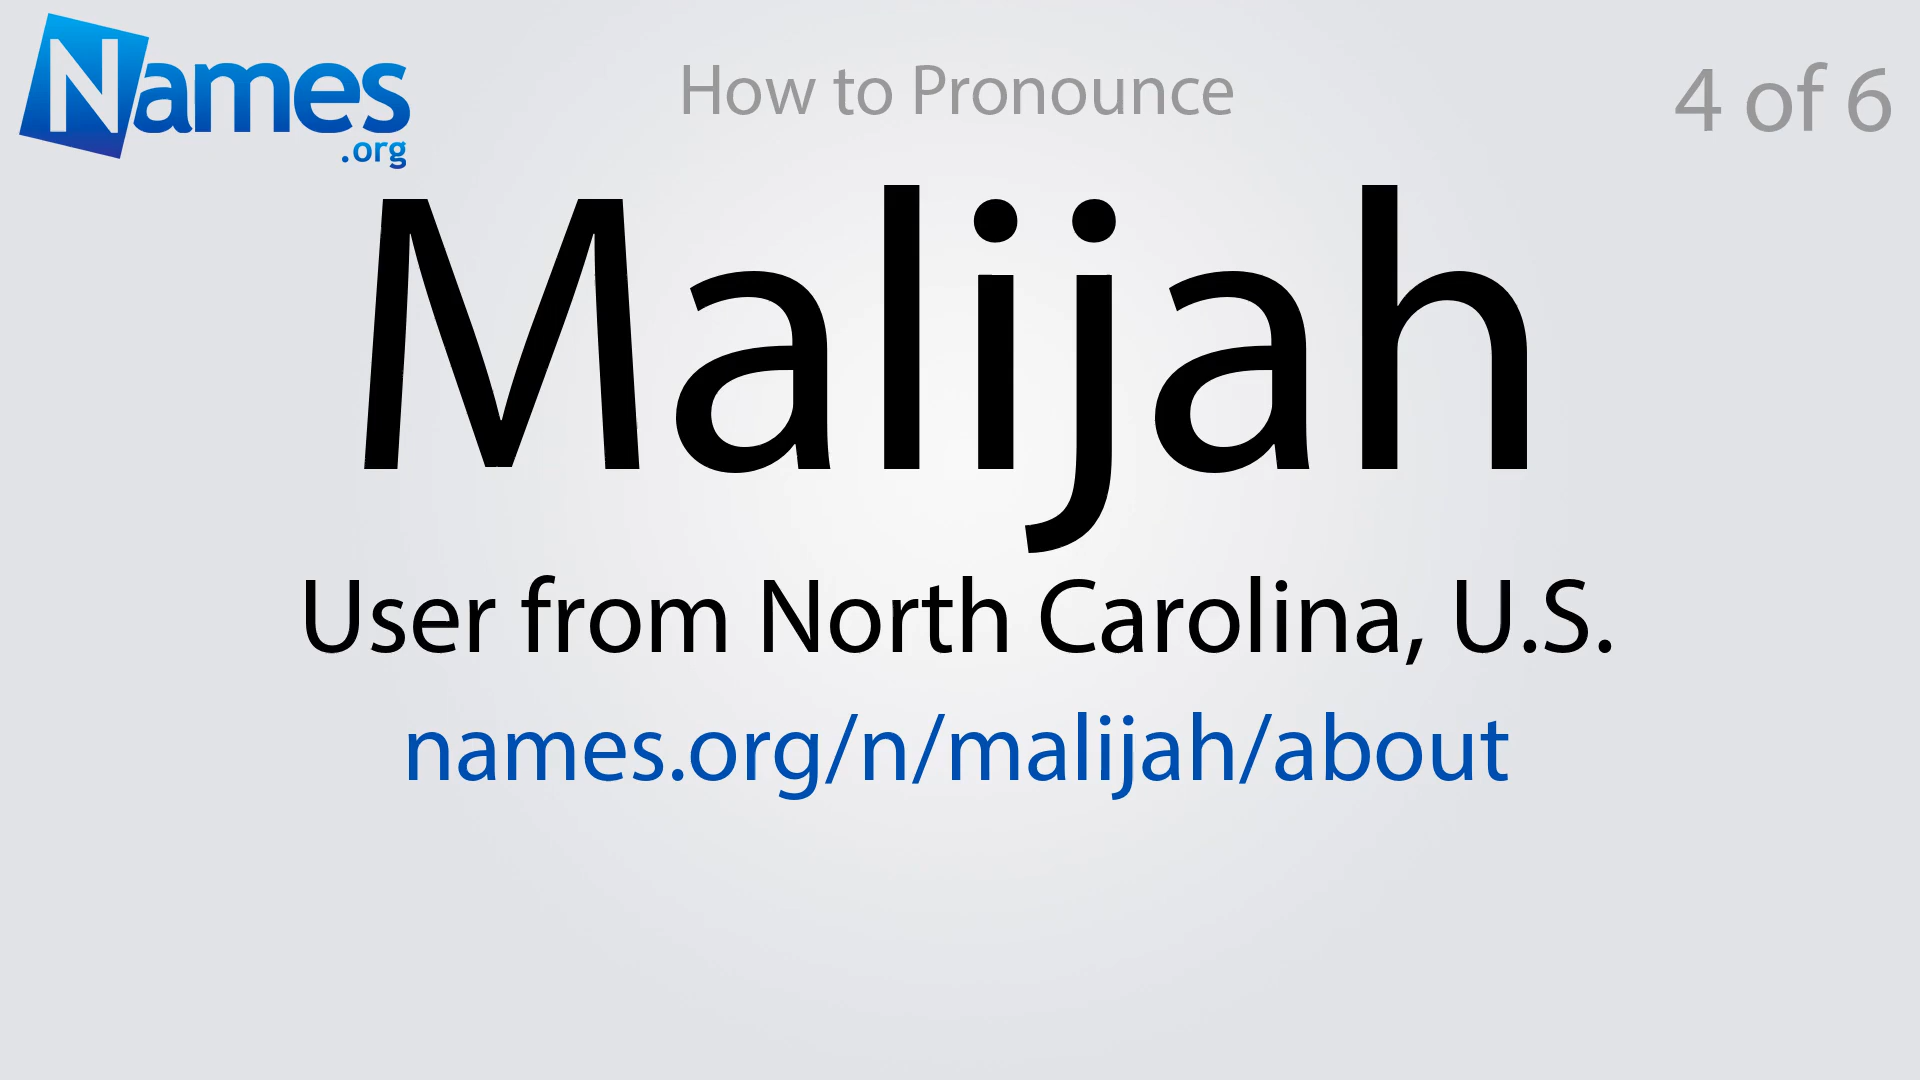 Names
.org
How to Pronounce
4 of 6
Malijah
User from North Carolina, U.S.
names.org/n/malijah/about